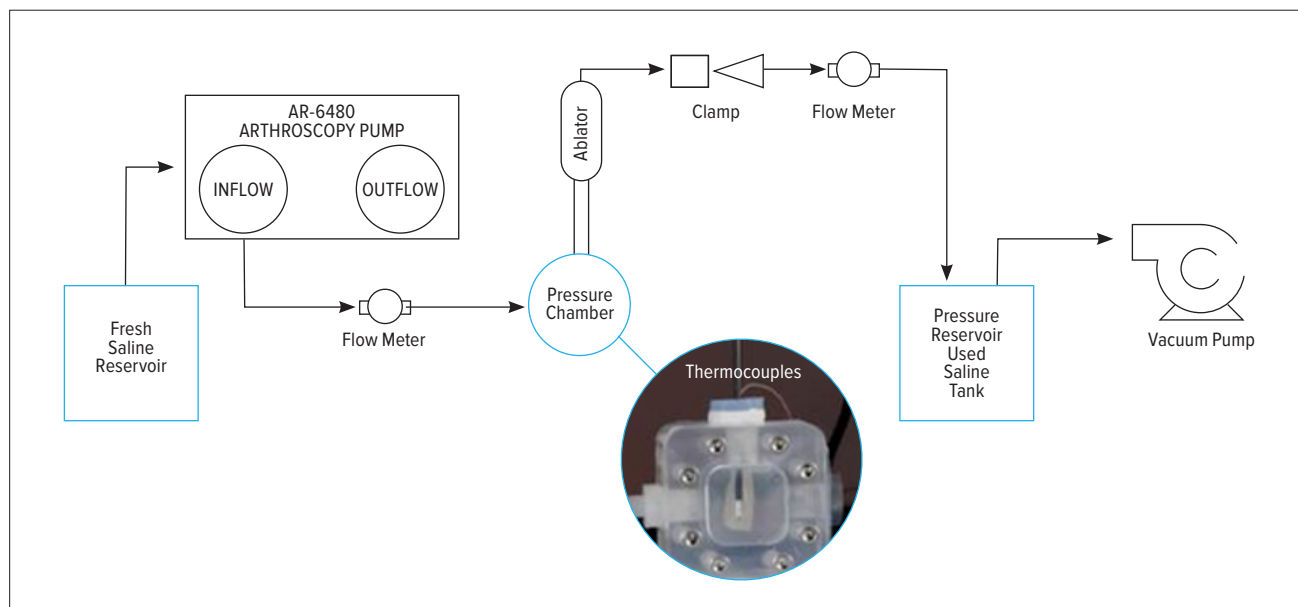 AR-6480
ARTHROSCOPY PUMP
INFLOW
OUTFLOW
Fresh
Saline
Reservoir
Flow Meter
Pressure
Chamber
Ablator
Clamp
Flow Meter
Thermocouples
Pressure
Reservoir
Used
Saline
Tank
Vacuum Pump